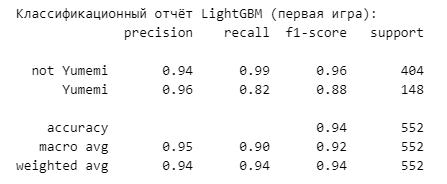 Классификационный отчёт LightGBM (первая игра):
precision recall f1-score support
not Yumemi 0.94 0.99 0.96 404
Yumemi 0.96 0.82 0.88 148
accuracy 0.94 552
macro avg 0.95 0.90 0.92 552
weighted avg 0.94 0.94 0.94 552